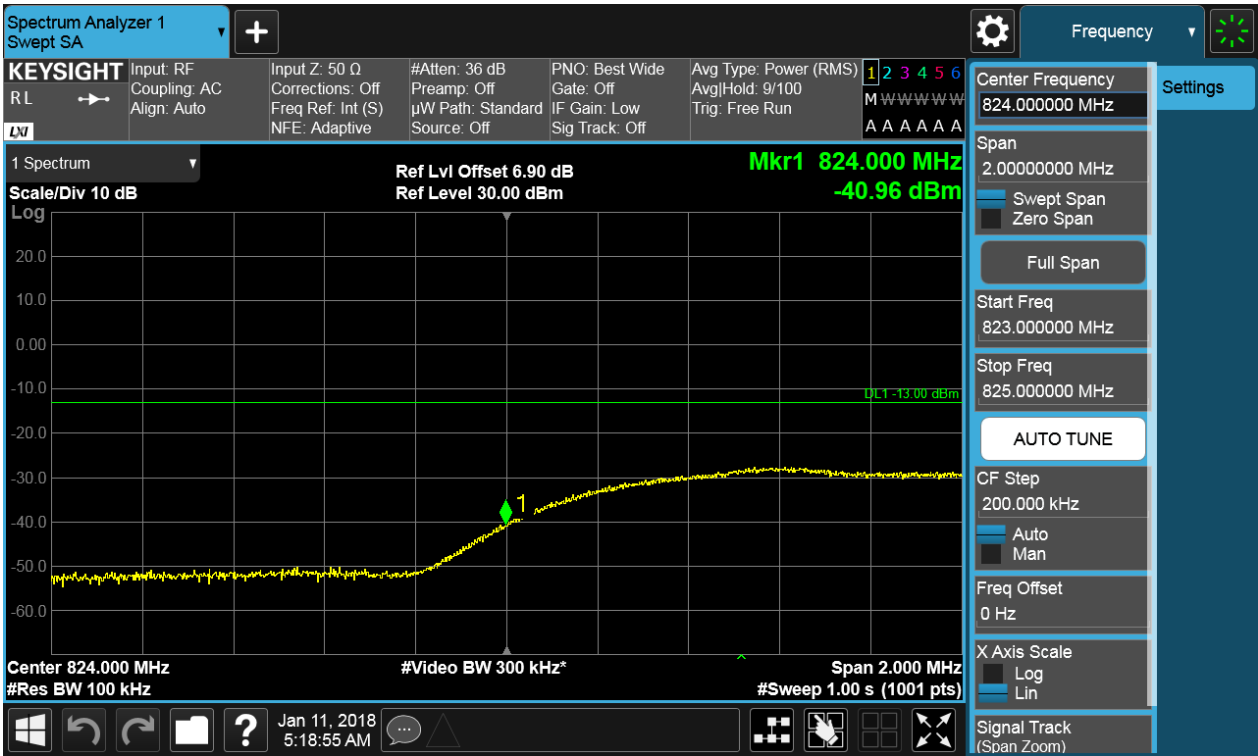 Spectrum Analyzer 1
Swept SA
+
Frequency
KEYSIGHT
R L
LXI
Input: RF
Coupling: AC
Align: Auto
Input Z: 50 Ω
Corrections: Off
Freq Ref: Int (S)
NFE: Adaptive
#Atten: 36 dB
Preamp: Off
µW Path: Standard
Source: Off
PNO: Best Wide
Gate: Off
IF Gain: Low
Sig Track: Off
Avg Type: Power (RMS)
Avg|Hold: 9/100
Trig: Free Run
1 2 3 4 5 6
M W W W W W
A A A A A A
1 Spectrum
Scale/Div 10 dB
Log
Ref Lvl Offset 6.90 dB
Ref Level 30.00 dBm
Mkr1 824.000 MHz
-40.96 dBm
20.0
10.0
0.00
-10.0
-20.0
-30.0
-40.0
-50.0
-60.0
DL1 -13.00 dBm
1
Center 824.000 MHz
#Res BW 100 kHz
#Video BW 300 kHz*
Span 2.000 MHz
#Sweep 1.00 s (1001 pts)
Center Frequency
824.000000 MHz
Span
2.00000000 MHz
Swept Span
Zero Span
Full Span
Start Freq
823.000000 MHz
Stop Freq
825.000000 MHz
AUTO TUNE
CF Step
200.000 kHz
Auto
Man
Freq Offset
0 Hz
X Axis Scale
Log
Lin
Signal Track
(Span Zoom)
Settings
?
Jan 11, 2018
5:18:55 AM